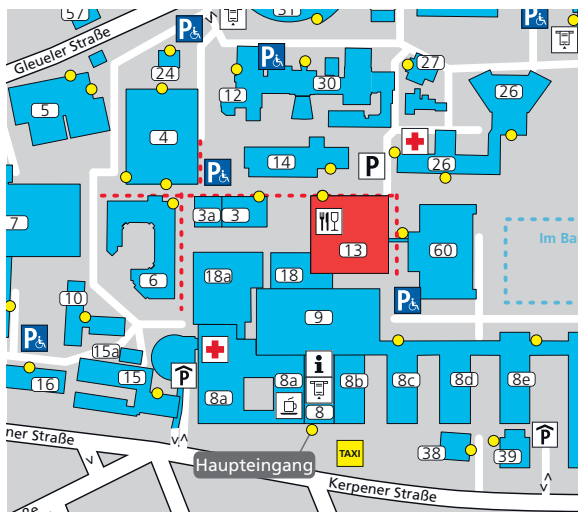 57
31
Gleueler Straße
P
P
P
24
12
30
27
26
5
4
14
P
26
P
3a
3
7
13
60
Im Ba
6
18a
18
10
P
9
P
15a
15
16
P
8a
8a
i
8
8b
8c
8d
8e
P
ner Straße
Haupteingang
TAXI
38
39
Kerpener Straße
ße